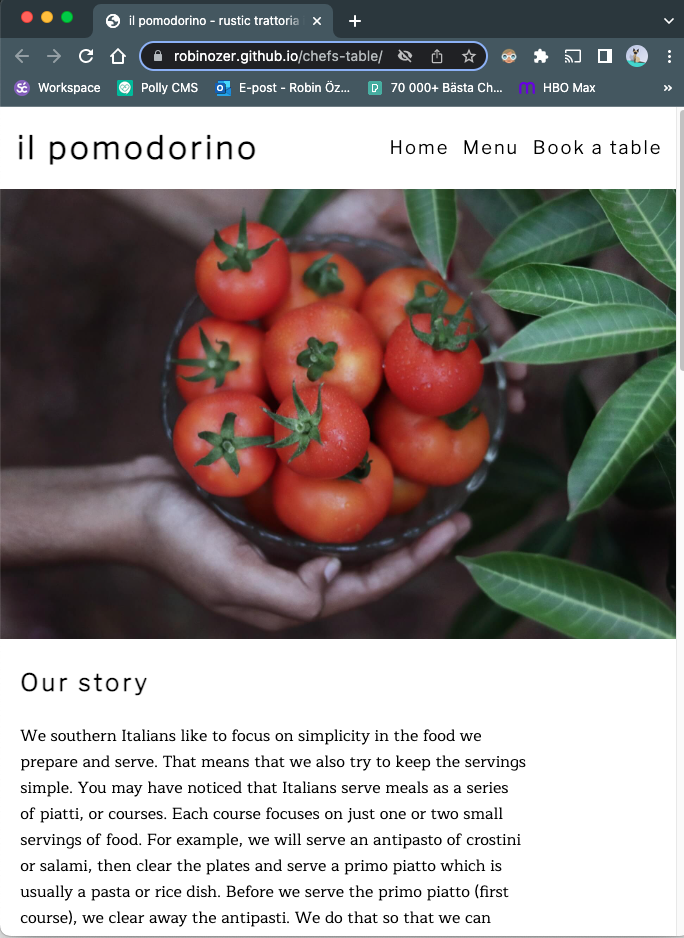 il pomodorino - rustic trattoria
robinozer.github.io/chefs-table/
Workspace Polly CMS E-post - Robin Öz... 70 000+ Bästa Ch... HBO Max »
il pomodorino Home Menu Book a table
Our story
We southern Italians like to focus on simplicity in the food we
prepare and serve. That means that we also try to keep the servings
simple. You may have noticed that Italians serve meals as a series
of piatti, or courses. Each course focuses on just one or two small
servings of food. For example, we will serve an antipasto of crostini
or salami, then clear the plates and serve a primo piatto which is
usually a pasta or rice dish. Before we serve the primo piatto (first
course), we clear away the antipasti. We do that so that we can